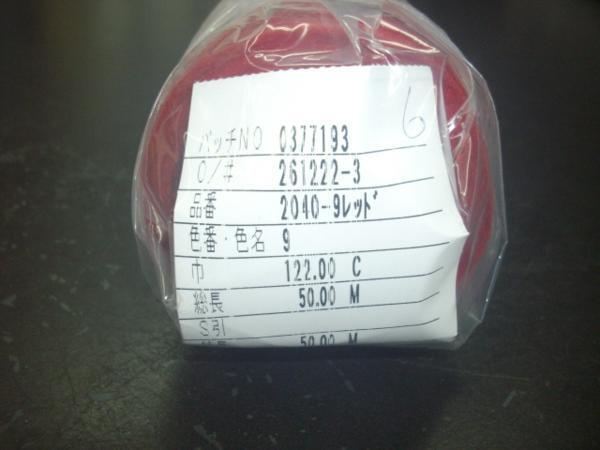 6
バッチNO 0377193
O/# 261222-3
品番 2040-9レッド
色番・色名 9
巾 122.00 C
総長 50.00 M
S引
50.00 M